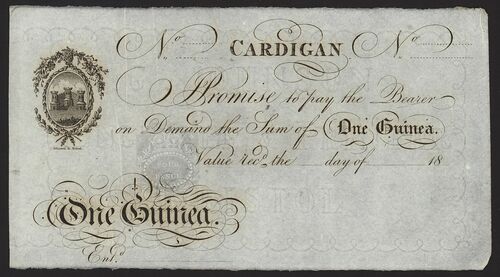 No CARDIGAN No
I Promise to pay the Bearer
on Demand the Sum of One Guinea.
Value Recd. the day of 18
One Guinea.
Entd.